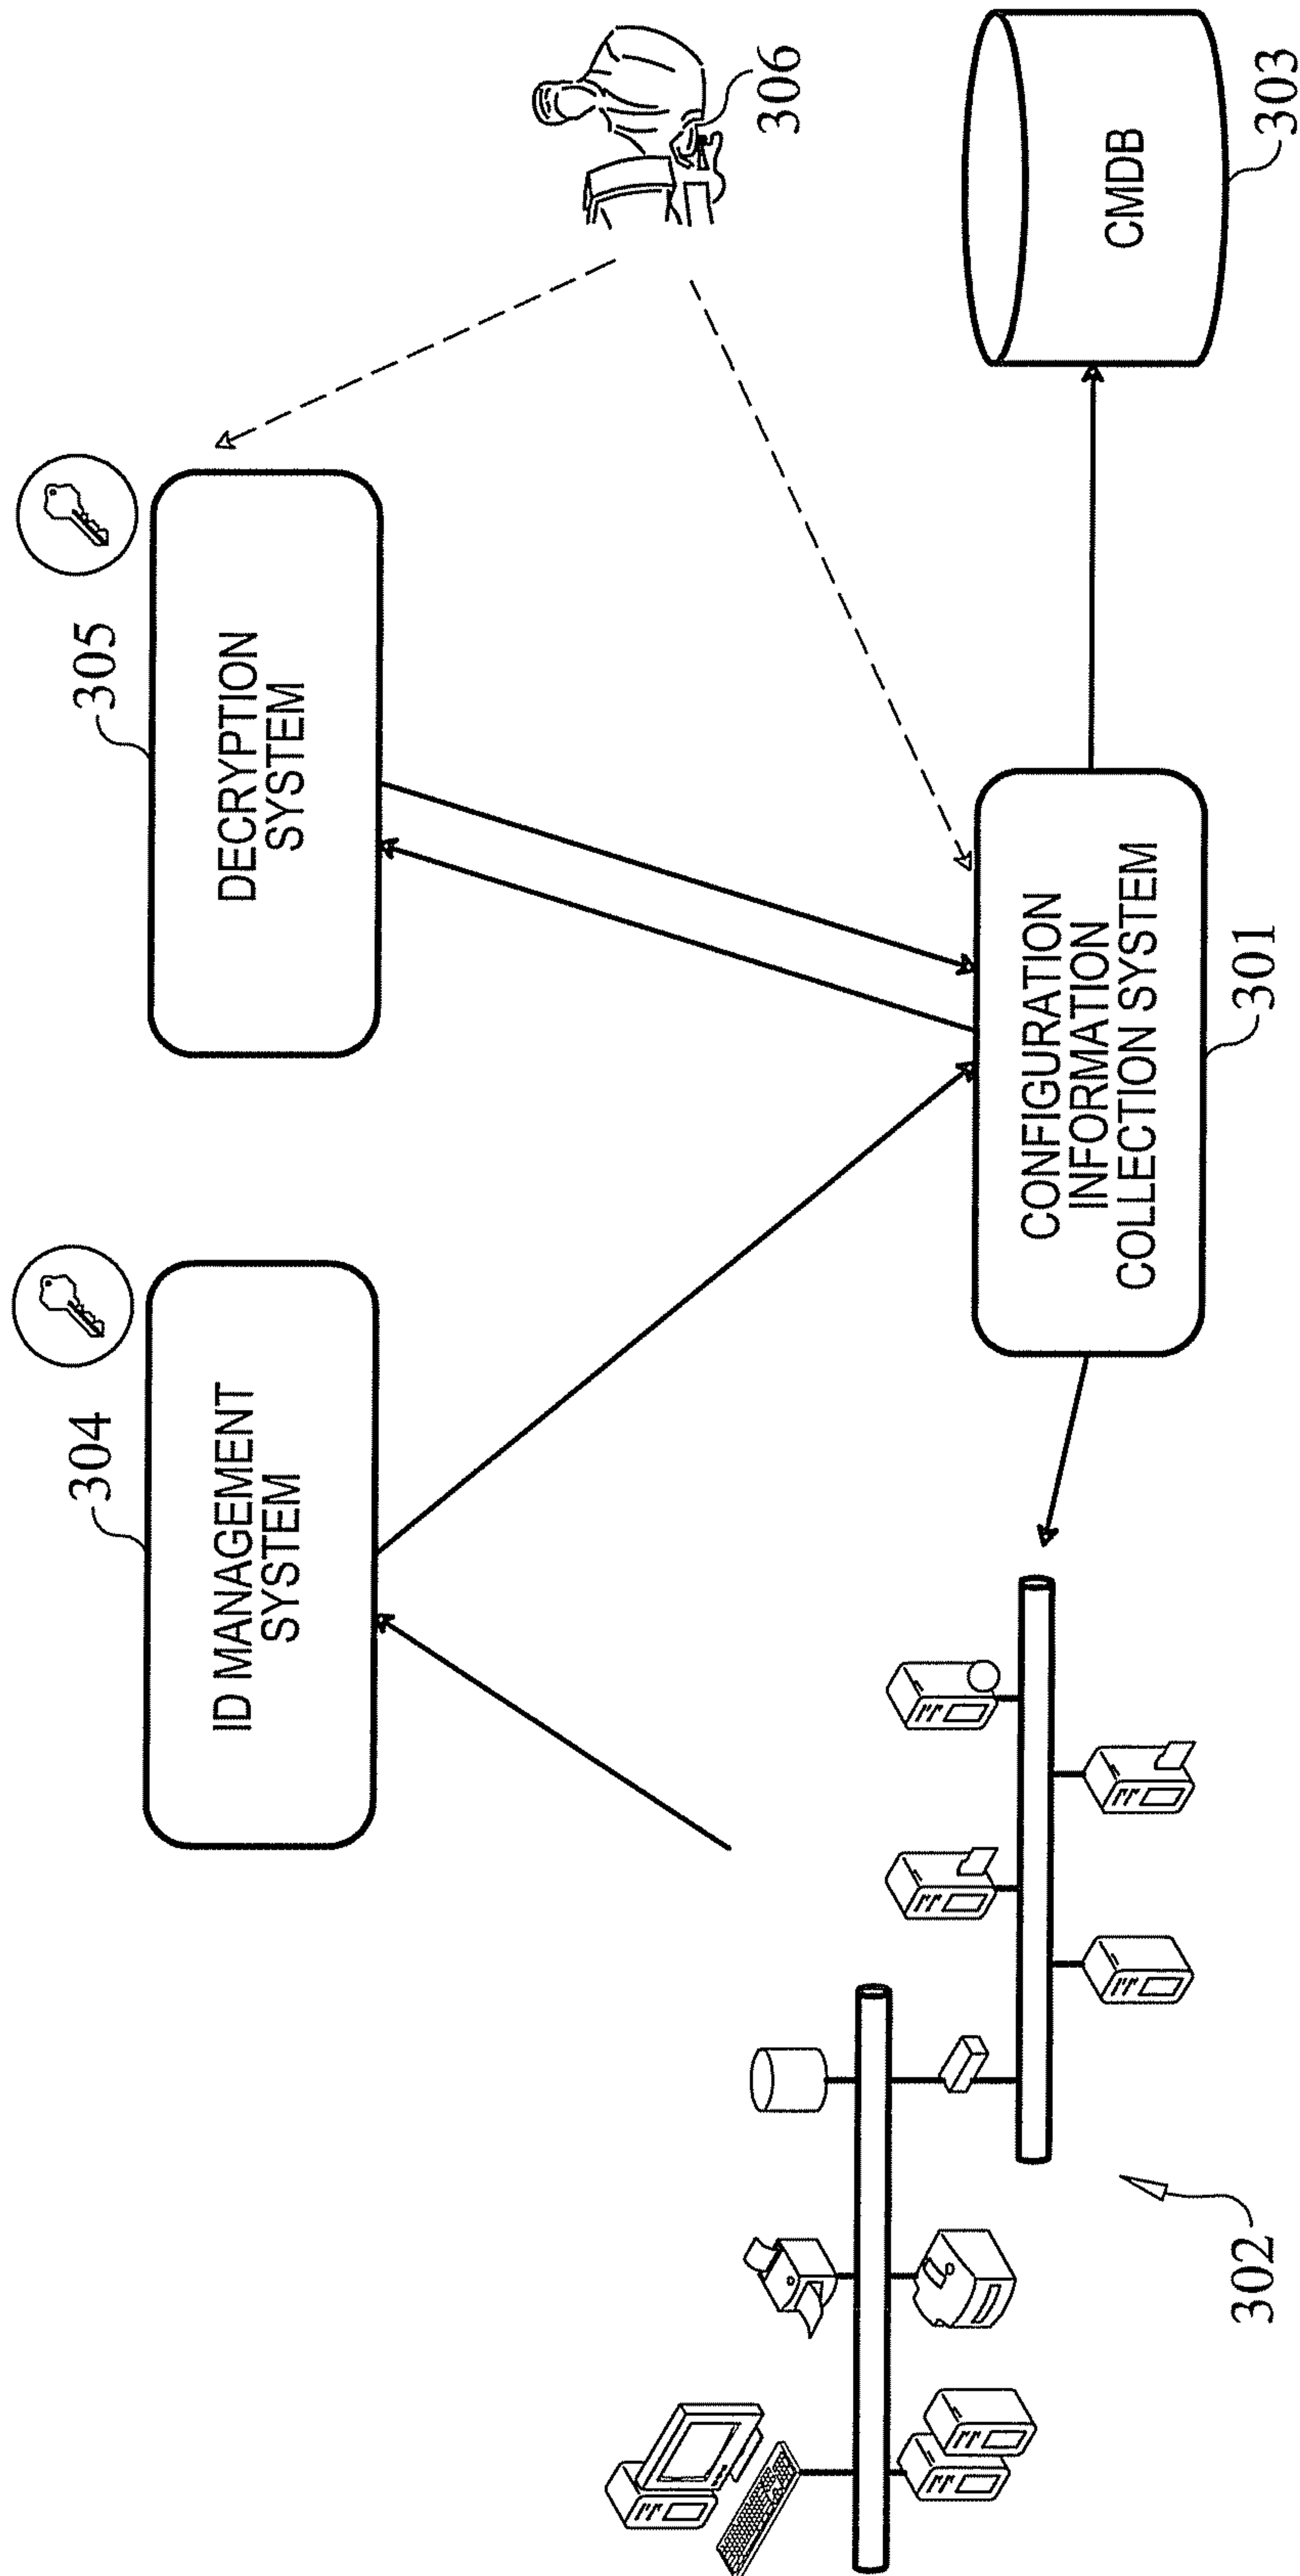 304
ID MANAGEMENT
SYSTEM
305
DECRYPTION
SYSTEM
306
302
CONFIGURATION
INFORMATION
COLLECTION SYSTEM
301
CMDB
303